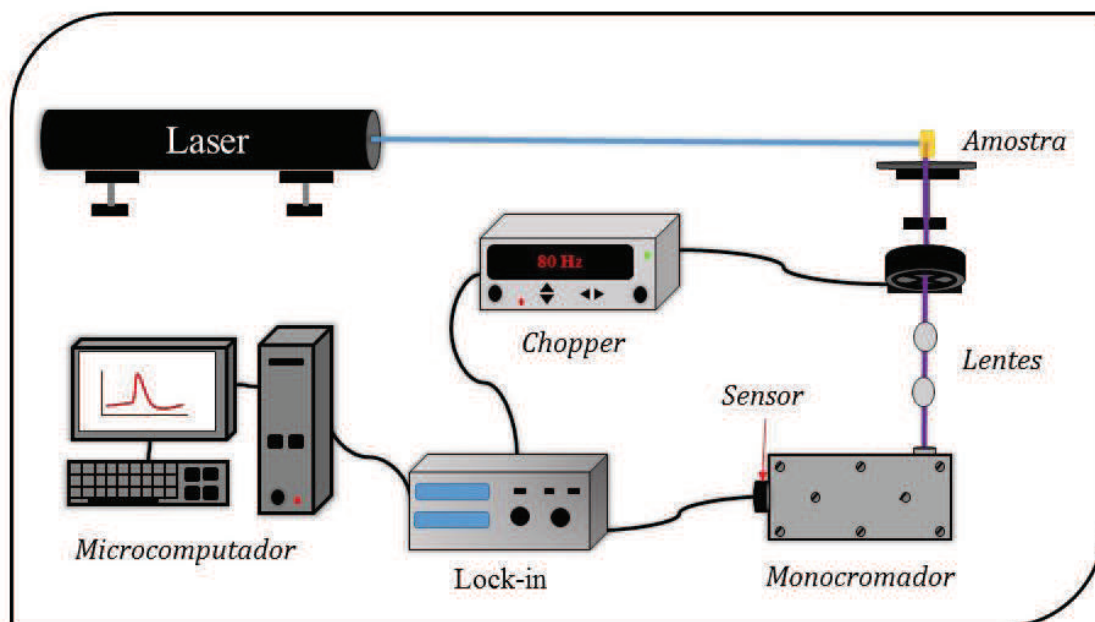 Laser
Amostra
80 Hz
Chopper
Lentes
Sensor
Microcomputador
Lock-in
Monocromador